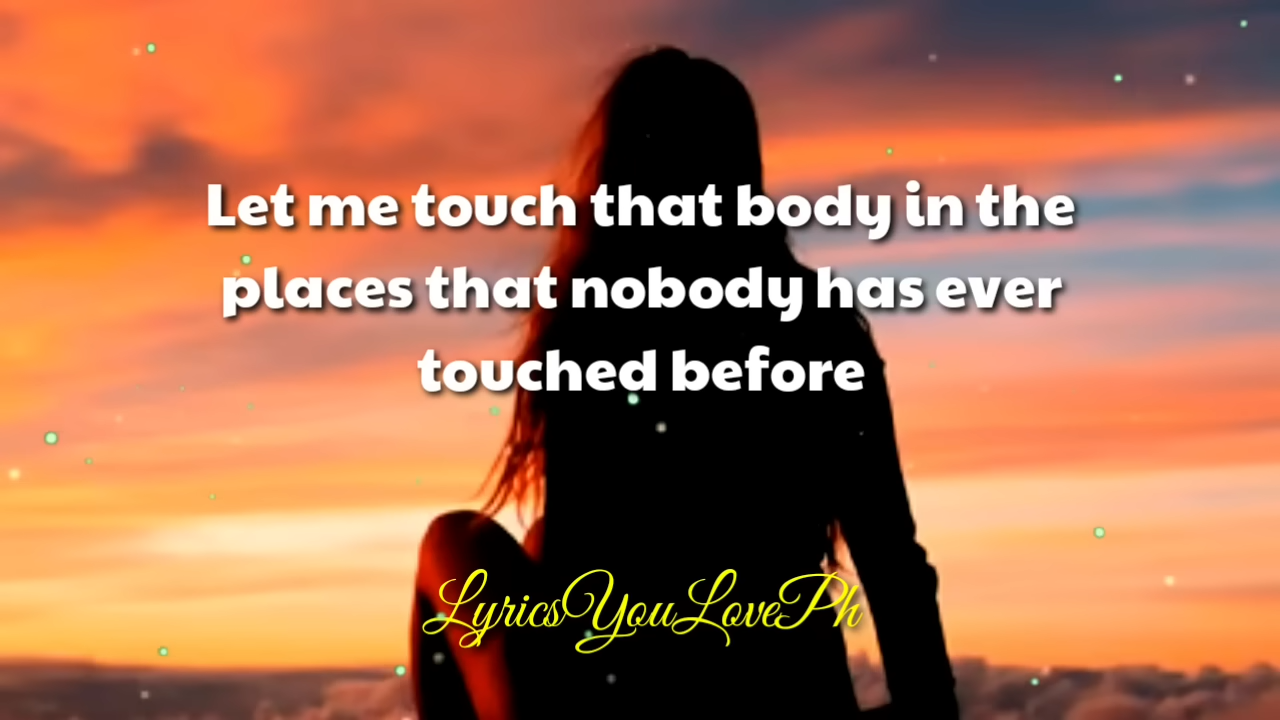 Let me touch that body in the
places that nobody has ever
touched before
LyricsYouLovePh